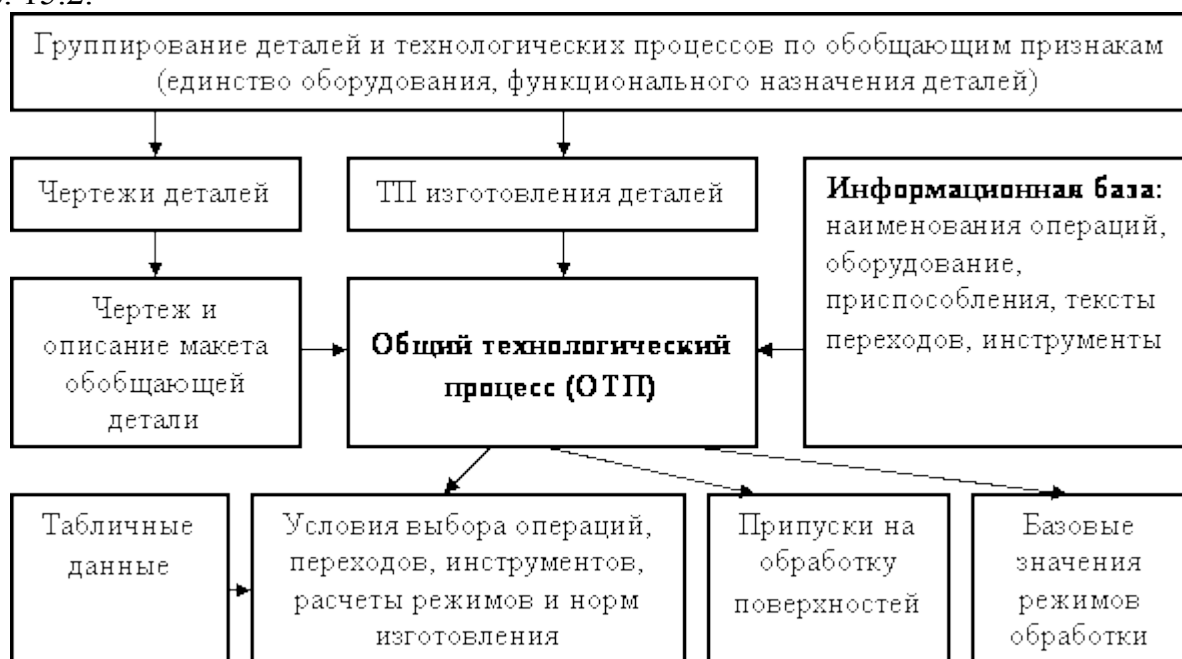 15.2.
Группирование деталей и технологических процессов по обобщающим признакам
(единство оборудования, функционального назначения деталей)
Чертежи деталей
ТП изготовления деталей
Информационная база:
наименования операций,
оборудование,
приспособления, тексты
переходов, инструменты
Чертеж и
описание макета
обобщающей
детали
Общий технологический
процесс (ОТП)
Табличные
данные
Условия выбора операций,
переходов, инструментов,
расчеты режимов и норм
изготовления
Припуски на
обработку
поверхностей
Базовые
значения
режимов
обработки